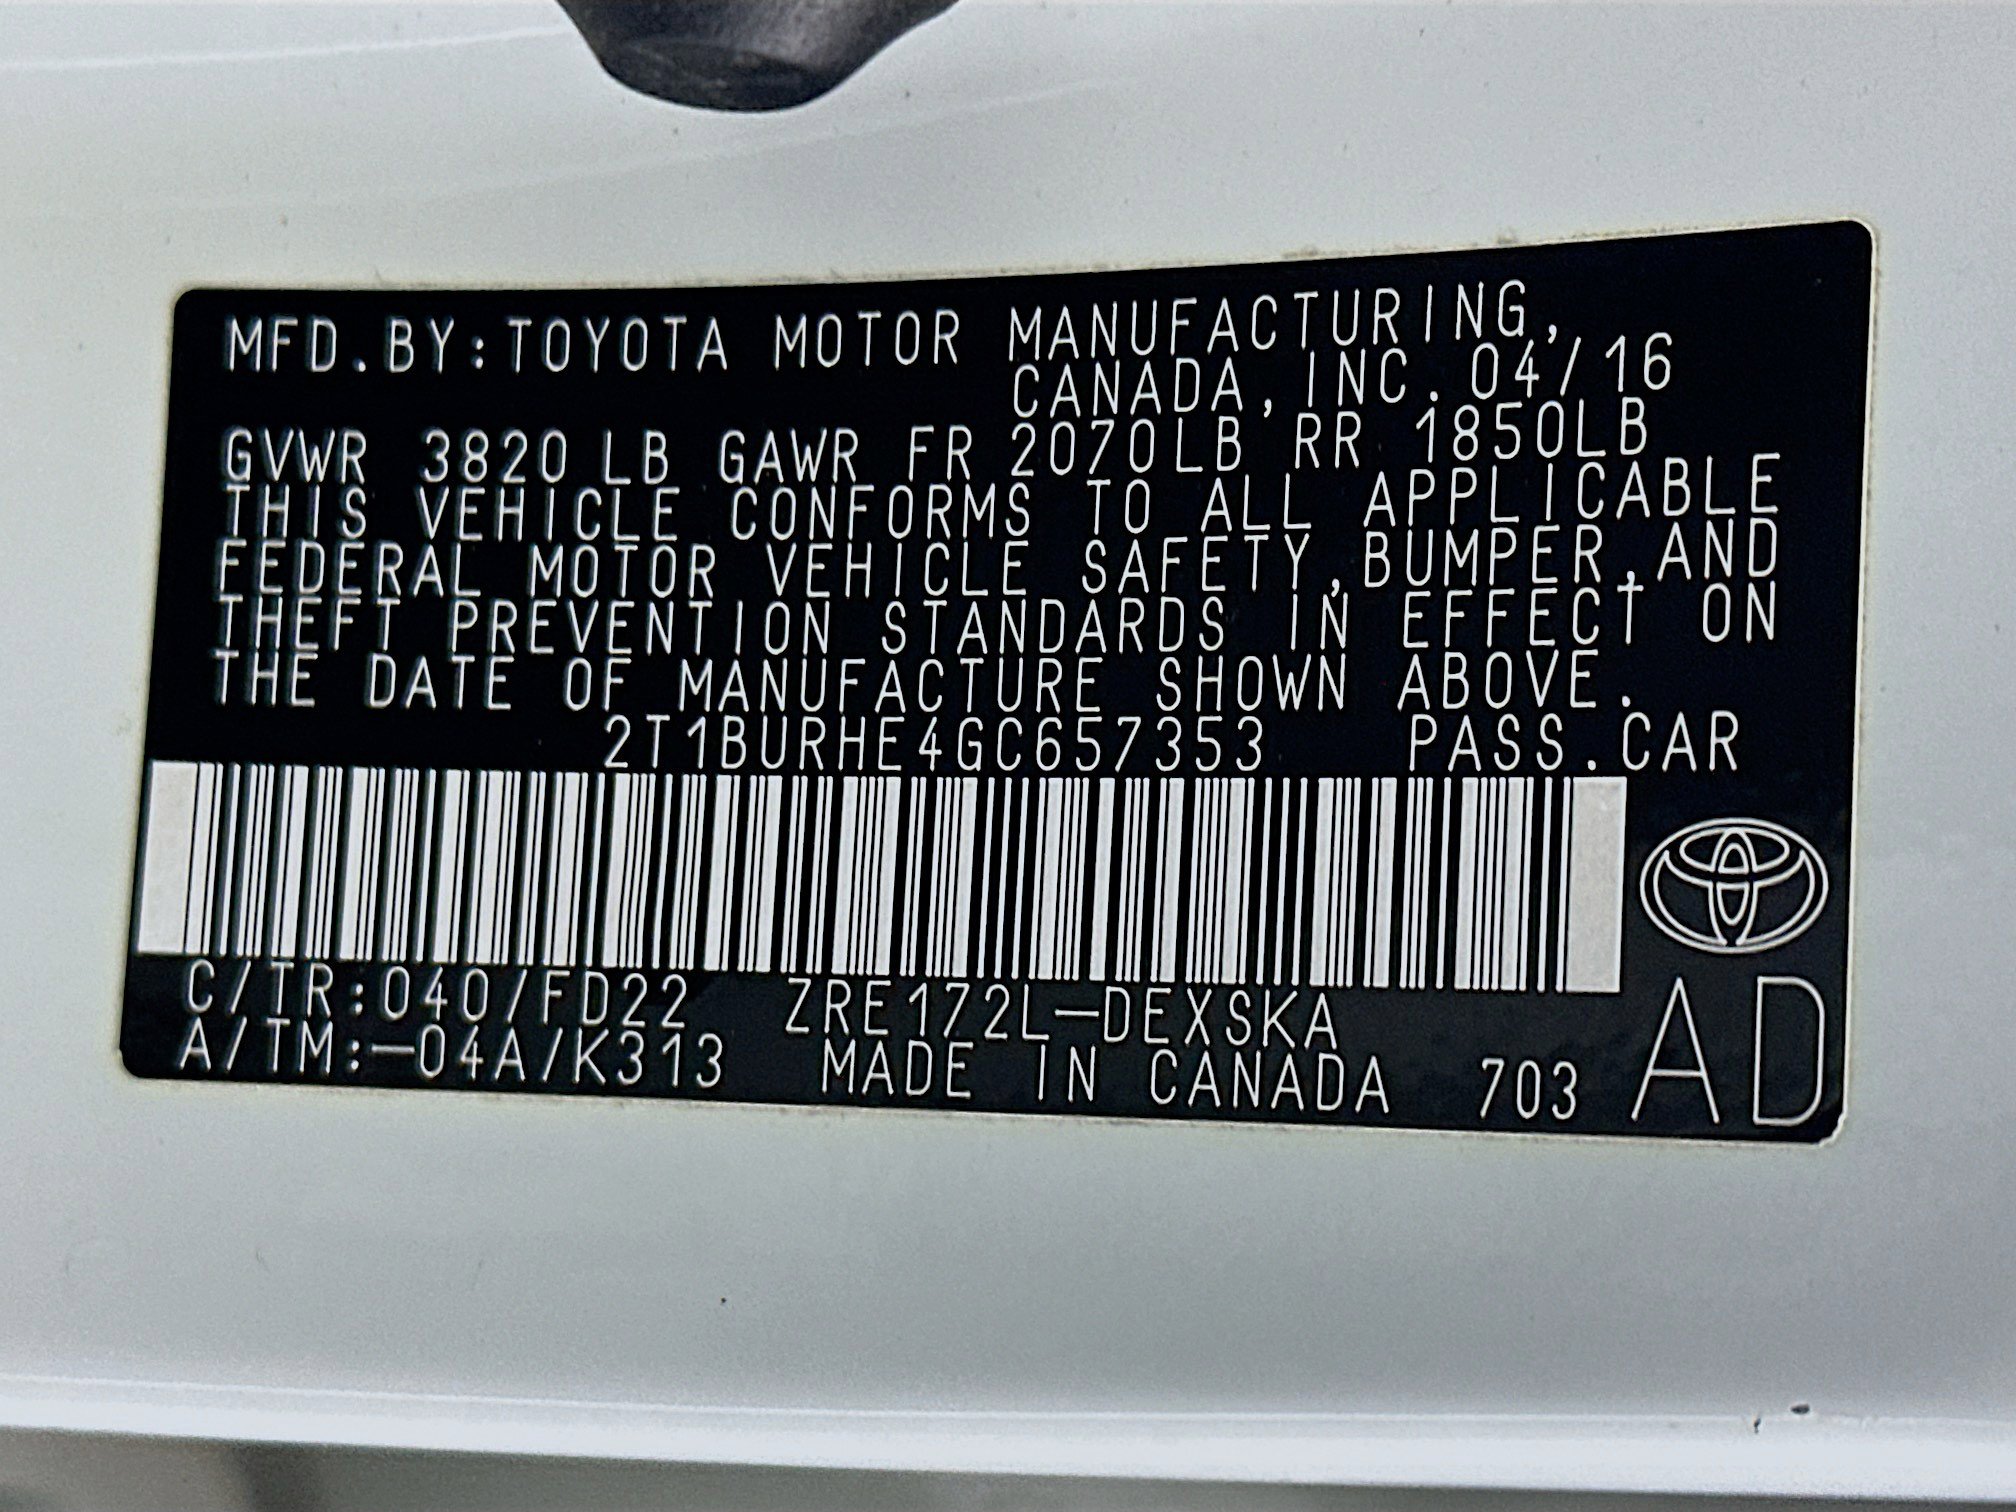 MFD.BY:TOYOTA MOTOR MANUFACTURING,
CANADA,INC.04/16
GVWR 3820LB GAWR FR 2070LB RR 1850LB
THIS VEHICLE CONFORMS TO ALL APPLICABLE
FEDERAL MOTOR VEHICLE SAFETY,BUMPER,AND
THEFT PREVENTION STANDARDS IN EFFECT ON
THE DATE OF MANUFACTURE SHOWN ABOVE.
2T1BURHE4GC657353 PASS.CAR
C/TR:040/FD22 ZRE172L-DEXSKA
A/TM:-04A/K313 MADE IN CANADA 703 AD